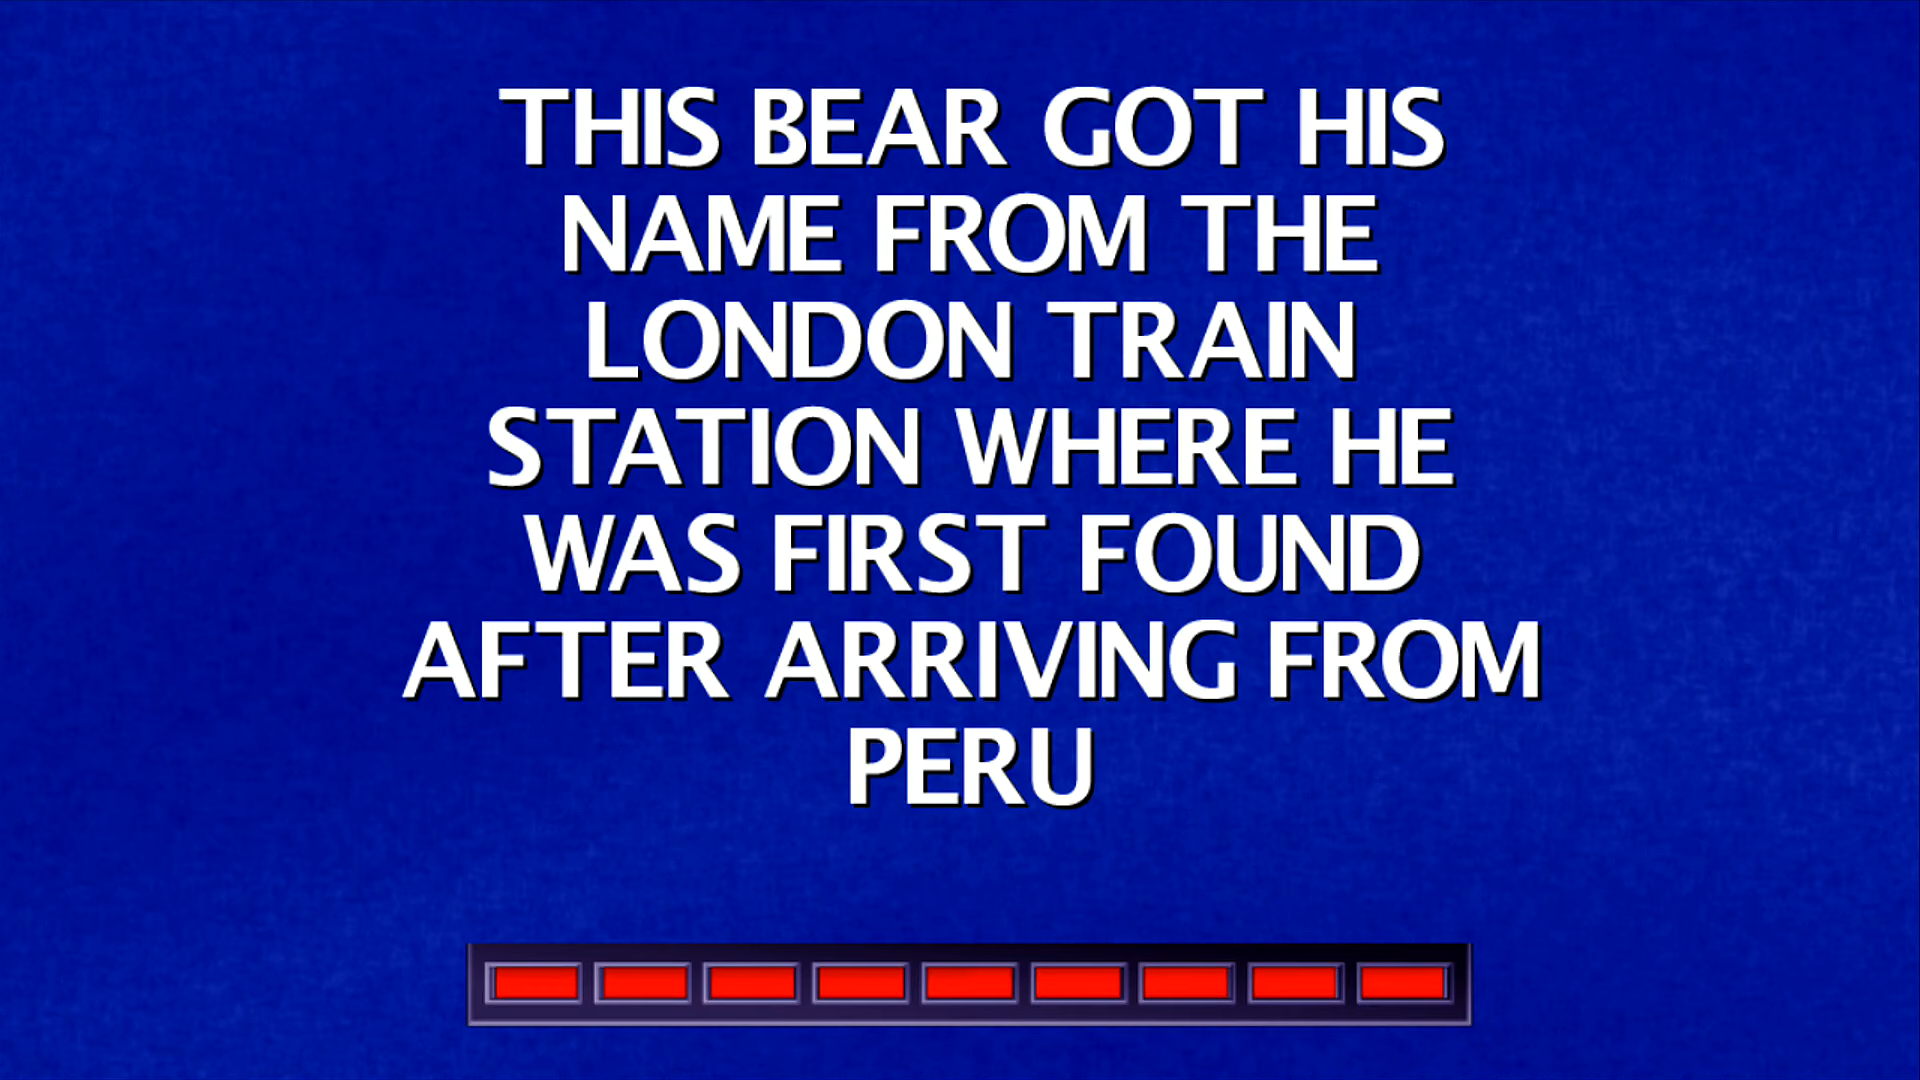 THIS BEAR GOT HIS
NAME FROM THE
LONDON TRAIN
STATION WHERE HE
WAS FIRST FOUND
AFTER ARRIVING FROM
PERU